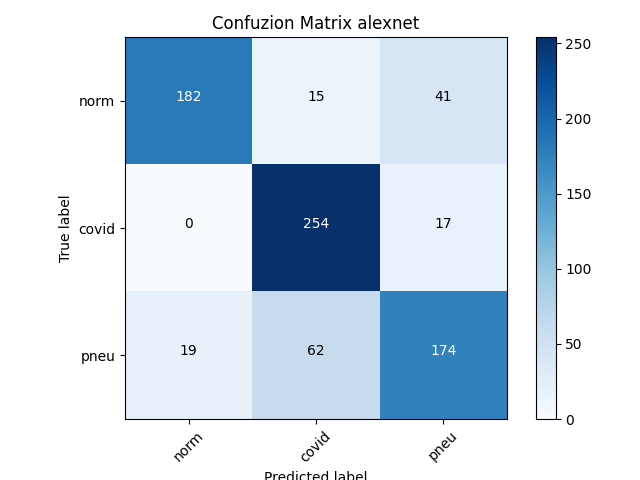 Confuzion Matrix alexnet
norm 182 15 41
covid 0 254 17
pneu 19 62 174
norm covid pneu
True label
Predicted label
250
200
150
100
50
0